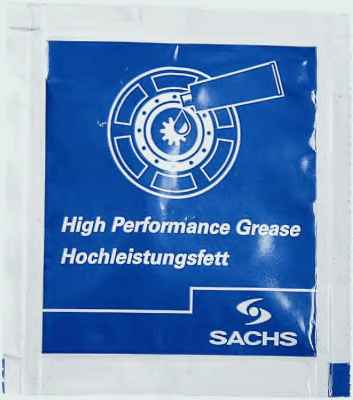 High Performance Grease
Hochleistungsfett
SACHS